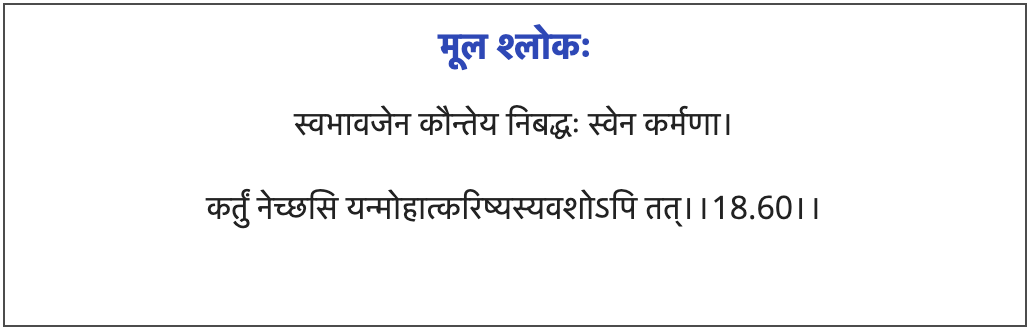 मूल श्लोकः
स्वभावजेन कौन्तेय निबद्धः स्वेन कर्मणा।
कर्तुं नेच्छसि यन्मोहात्करिष्यस्यवशोऽपि तत्।।18.60।।